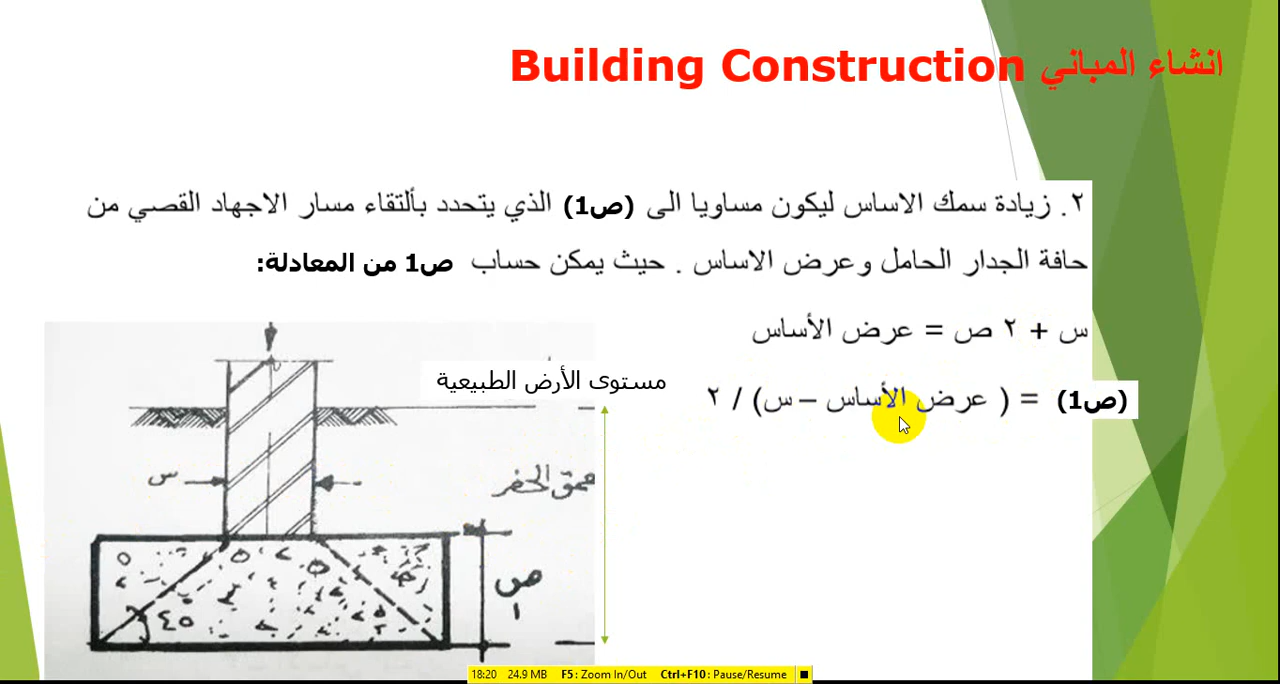 انشاء المباني Building Construction
٢. زيادة سمك الاساس ليكون مساويا الى (ص1) الذي يتحدد بألتقاء مسار الاجهاد القصي من
حافة الجدار الحامل وعرض الاساس . حيث يمكن حساب ص1 من المعادلة:
س + ٢ ص = عرض الأساس
(ص1) = ( عرض الأساس – س) / ٢
مستوى الأرض الطبيعية
س
عمق الحفر
ص
١
٤٥
18:20 24.9 MB F5: Zoom In/Out Ctrl+F10: Pause/Resume